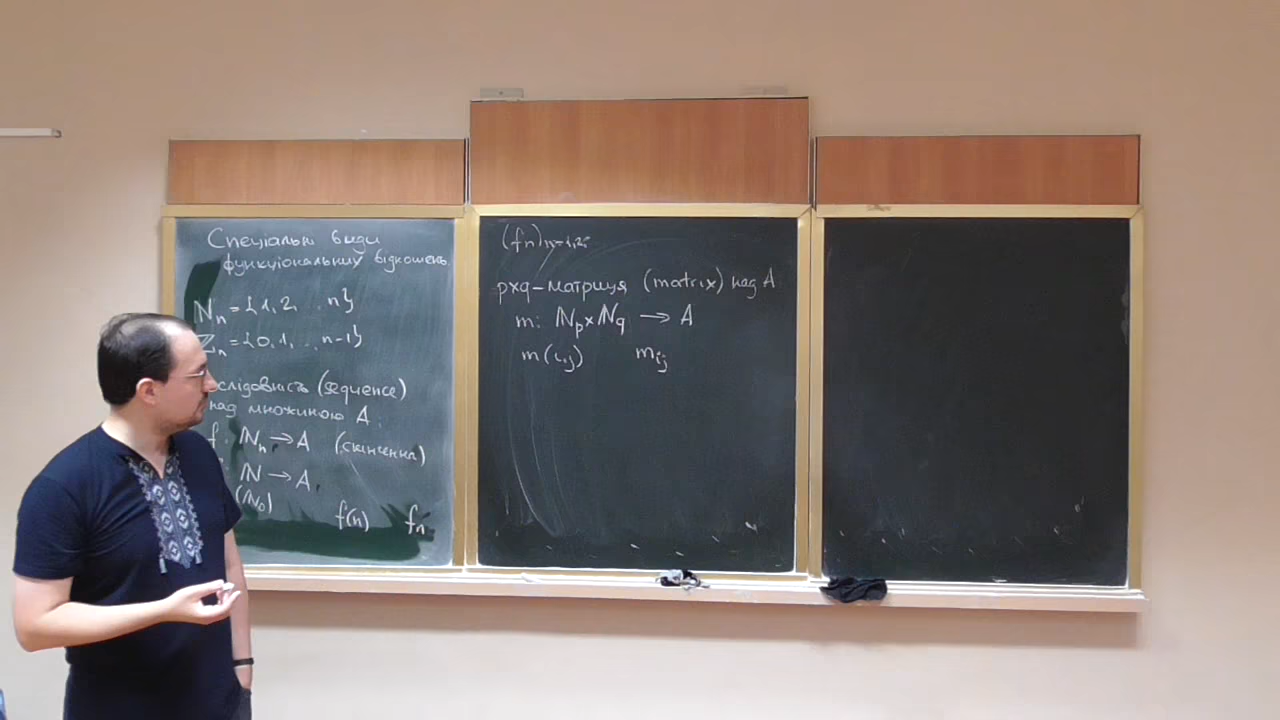 Спеціальні види
функціональних відношень.
ℕₙ = {1, 2, ... n}
ℤₙ = {0, 1, ... n-1}
слідовність (sequence)
над множиною A:
f: ℕₙ → A (скінченна)
ℕ → A
(ℕ₀)
f(n) fₙ
(fₙ)ₙ₌₁,₂
p×q-матриця (matrix) над A
m: ℕₚ × ℕq → A
m(i,j) mᵢⱼ